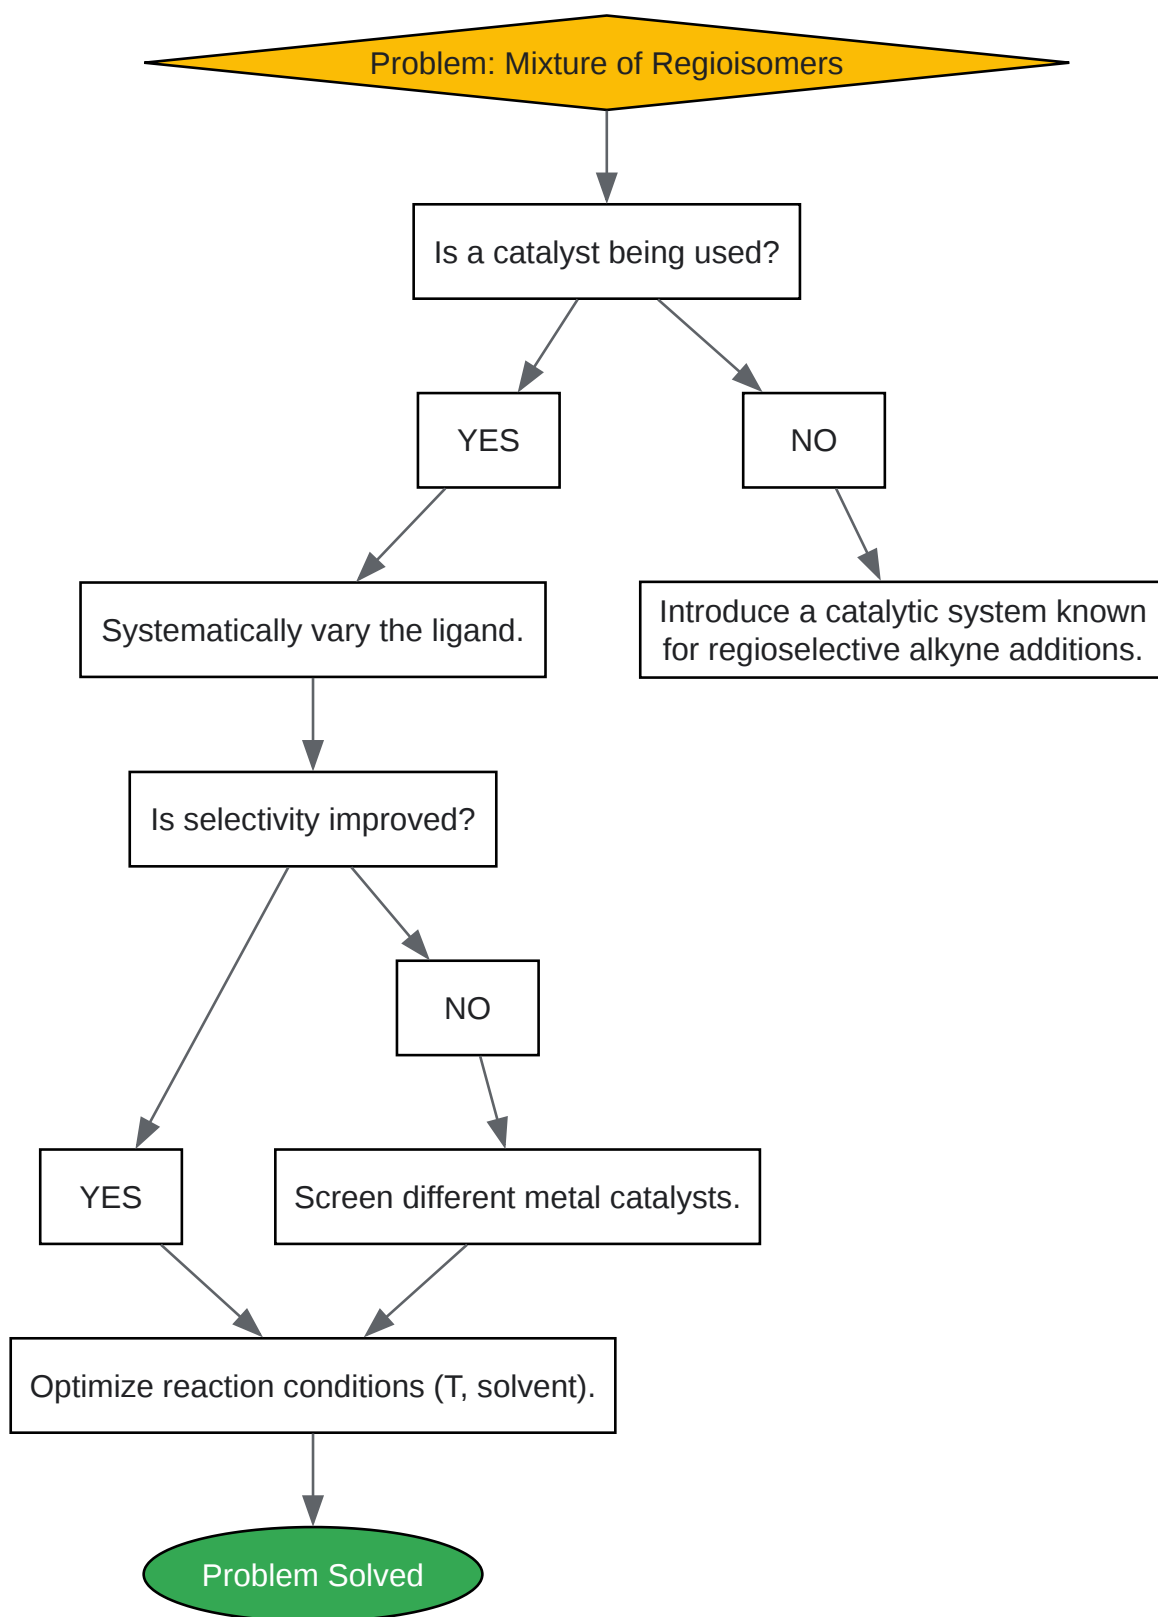 Problem: Mixture of Regioisomers
Is a catalyst being used?
YES
NO
Systematically vary the ligand.
Introduce a catalytic system known
for regioselective alkyne additions.
Is selectivity improved?
NO
YES
Screen different metal catalysts.
Optimize reaction conditions (T, solvent).
Problem Solved